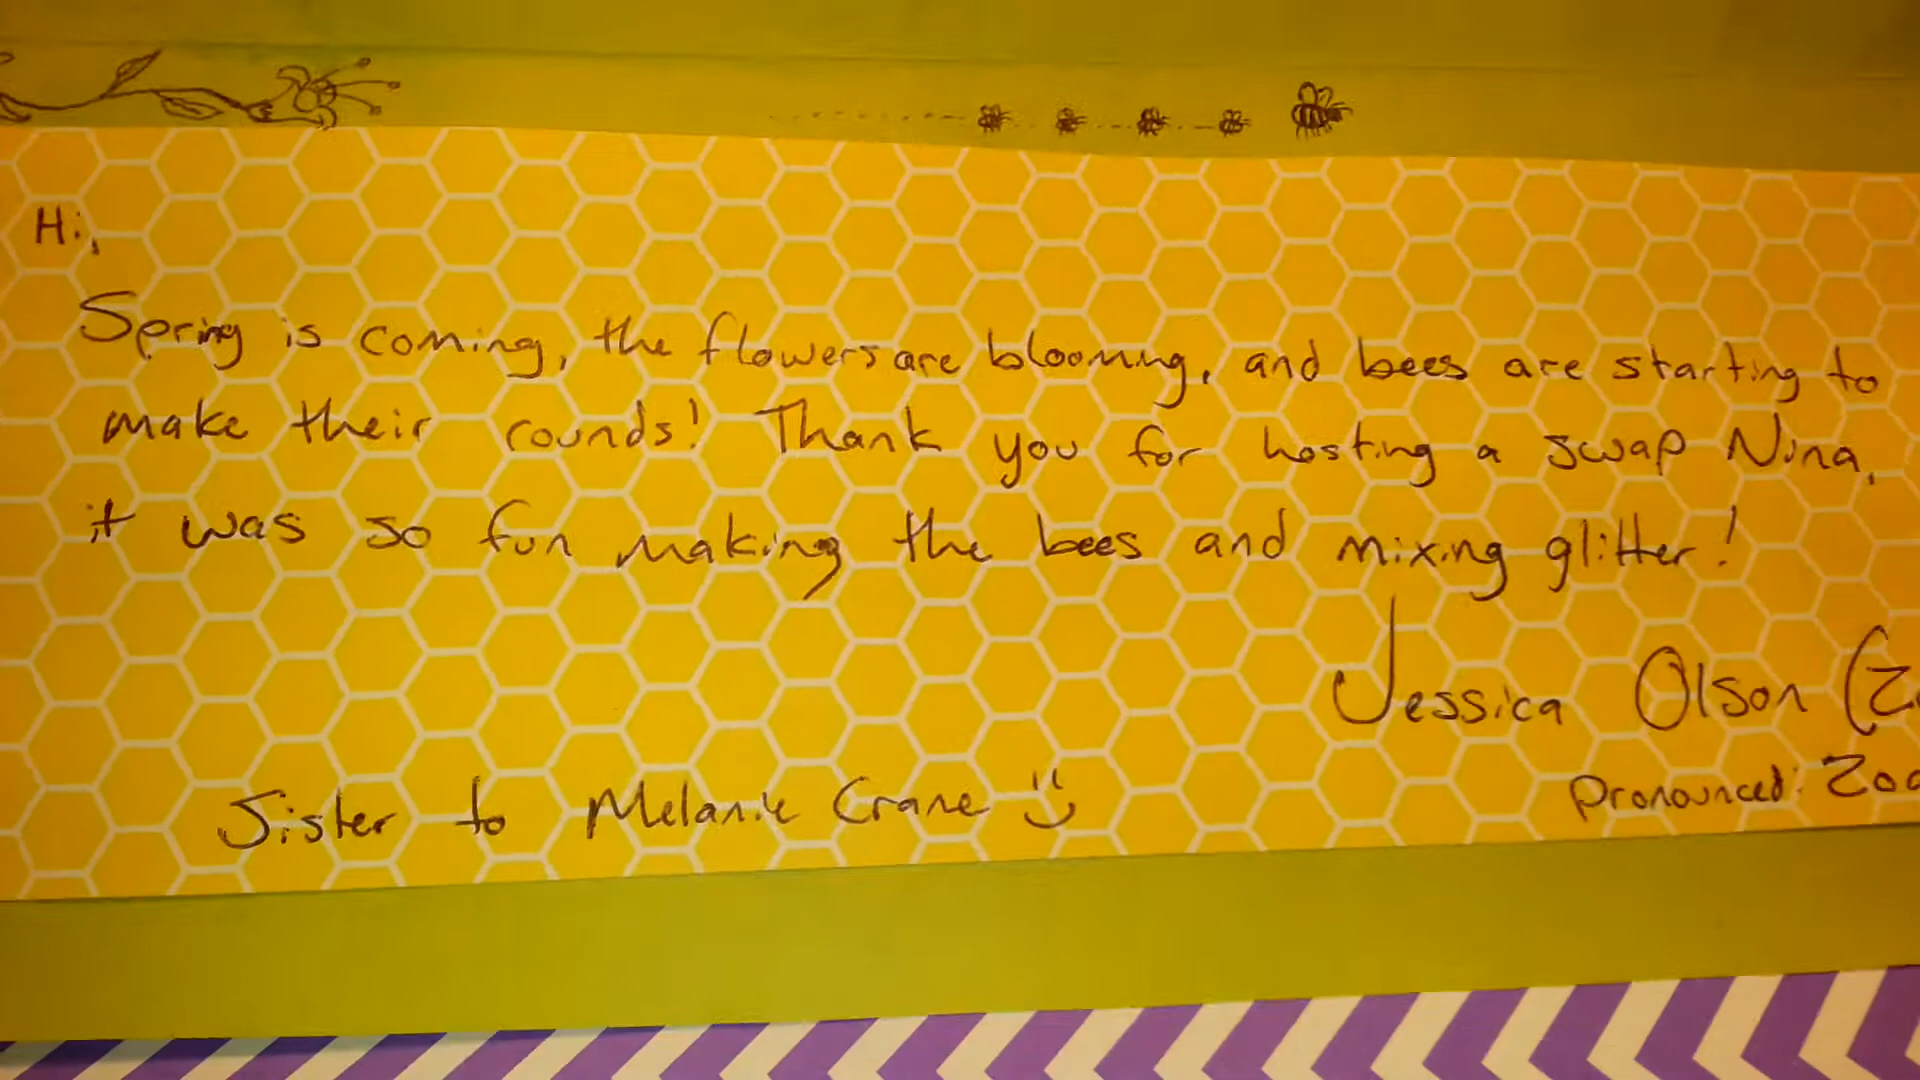 Hi,
Spring is coming, the flowers are blooming, and bees are starting to
make their rounds! Thank you for hosting a swap Nina,
it was so fun making the bees and mixing glitter!
Jessica Olson
Sister to Melanie Crane
Pronounced: